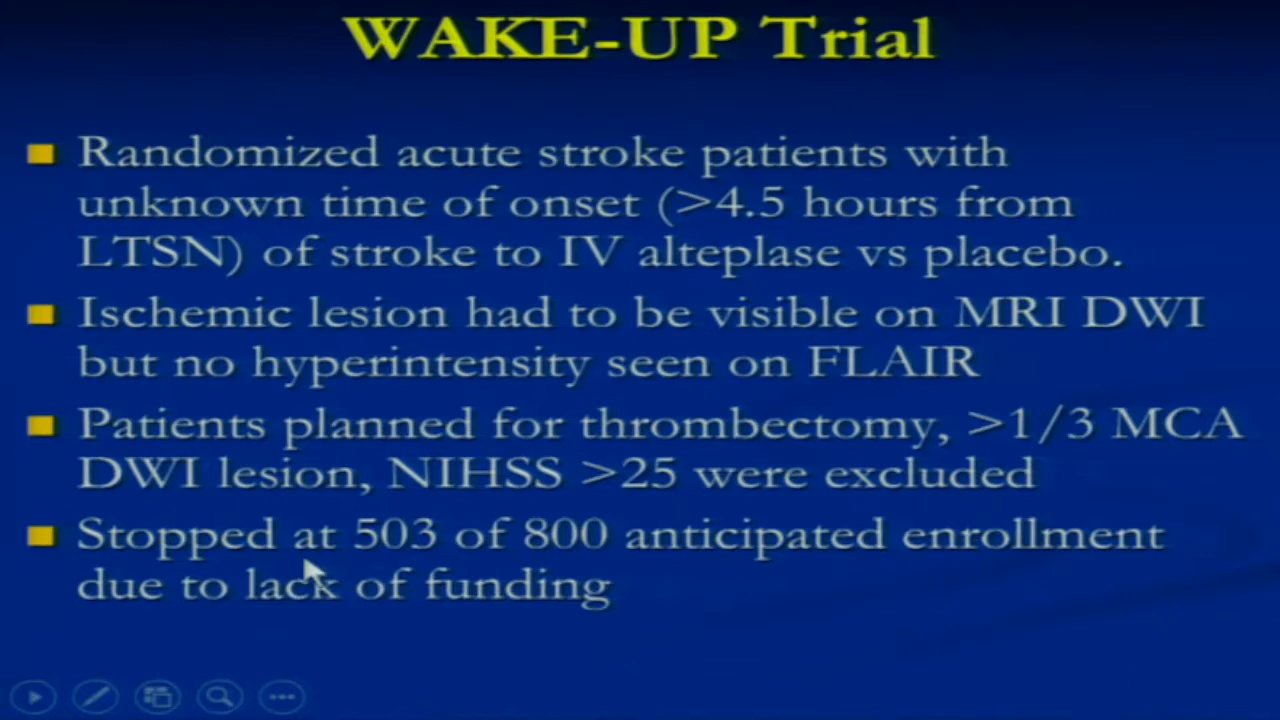 WAKE-UP Trial
Randomized acute stroke patients with
unknown time of onset (>4.5 hours from
LTSN) of stroke to IV alteplase vs placebo.
Ischemic lesion had to be visible on MRI DWI
but no hyperintensity seen on FLAIR
Patients planned for thrombectomy, >1/3 MCA
DWI lesion, NIHSS >25 were excluded
Stopped at 503 of 800 anticipated enrollment
due to lack of funding